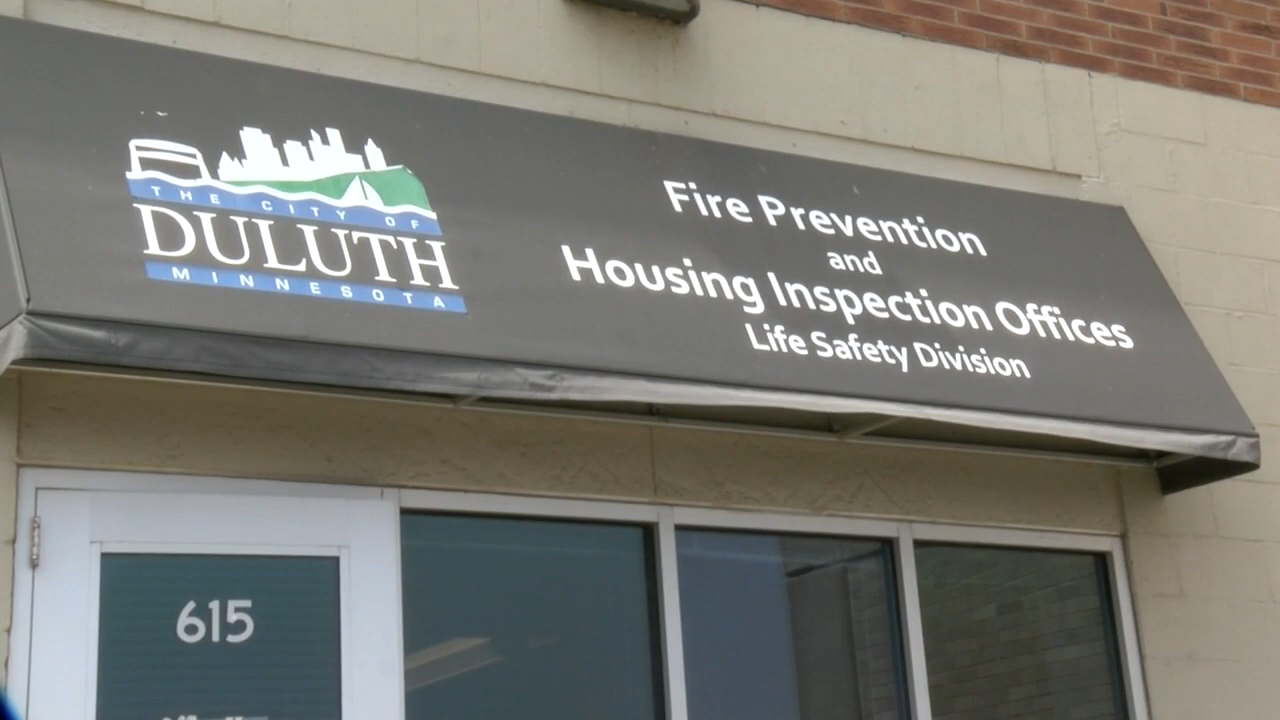 THE CITY OF
DULUTH
MINNESOTA
Fire Prevention
and
Housing Inspection Offices
Life Safety Division
615